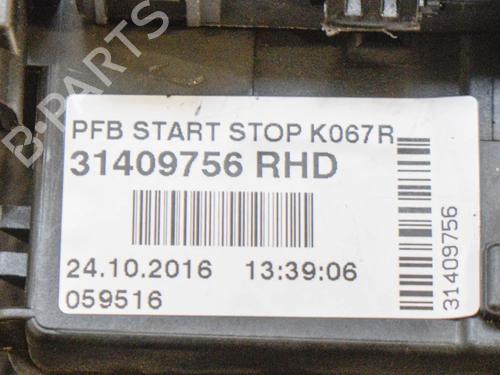 B-PARTS
PFB START STOP K067R
31409756 RHD
24.10.2016 13:39:06
059516
31409756